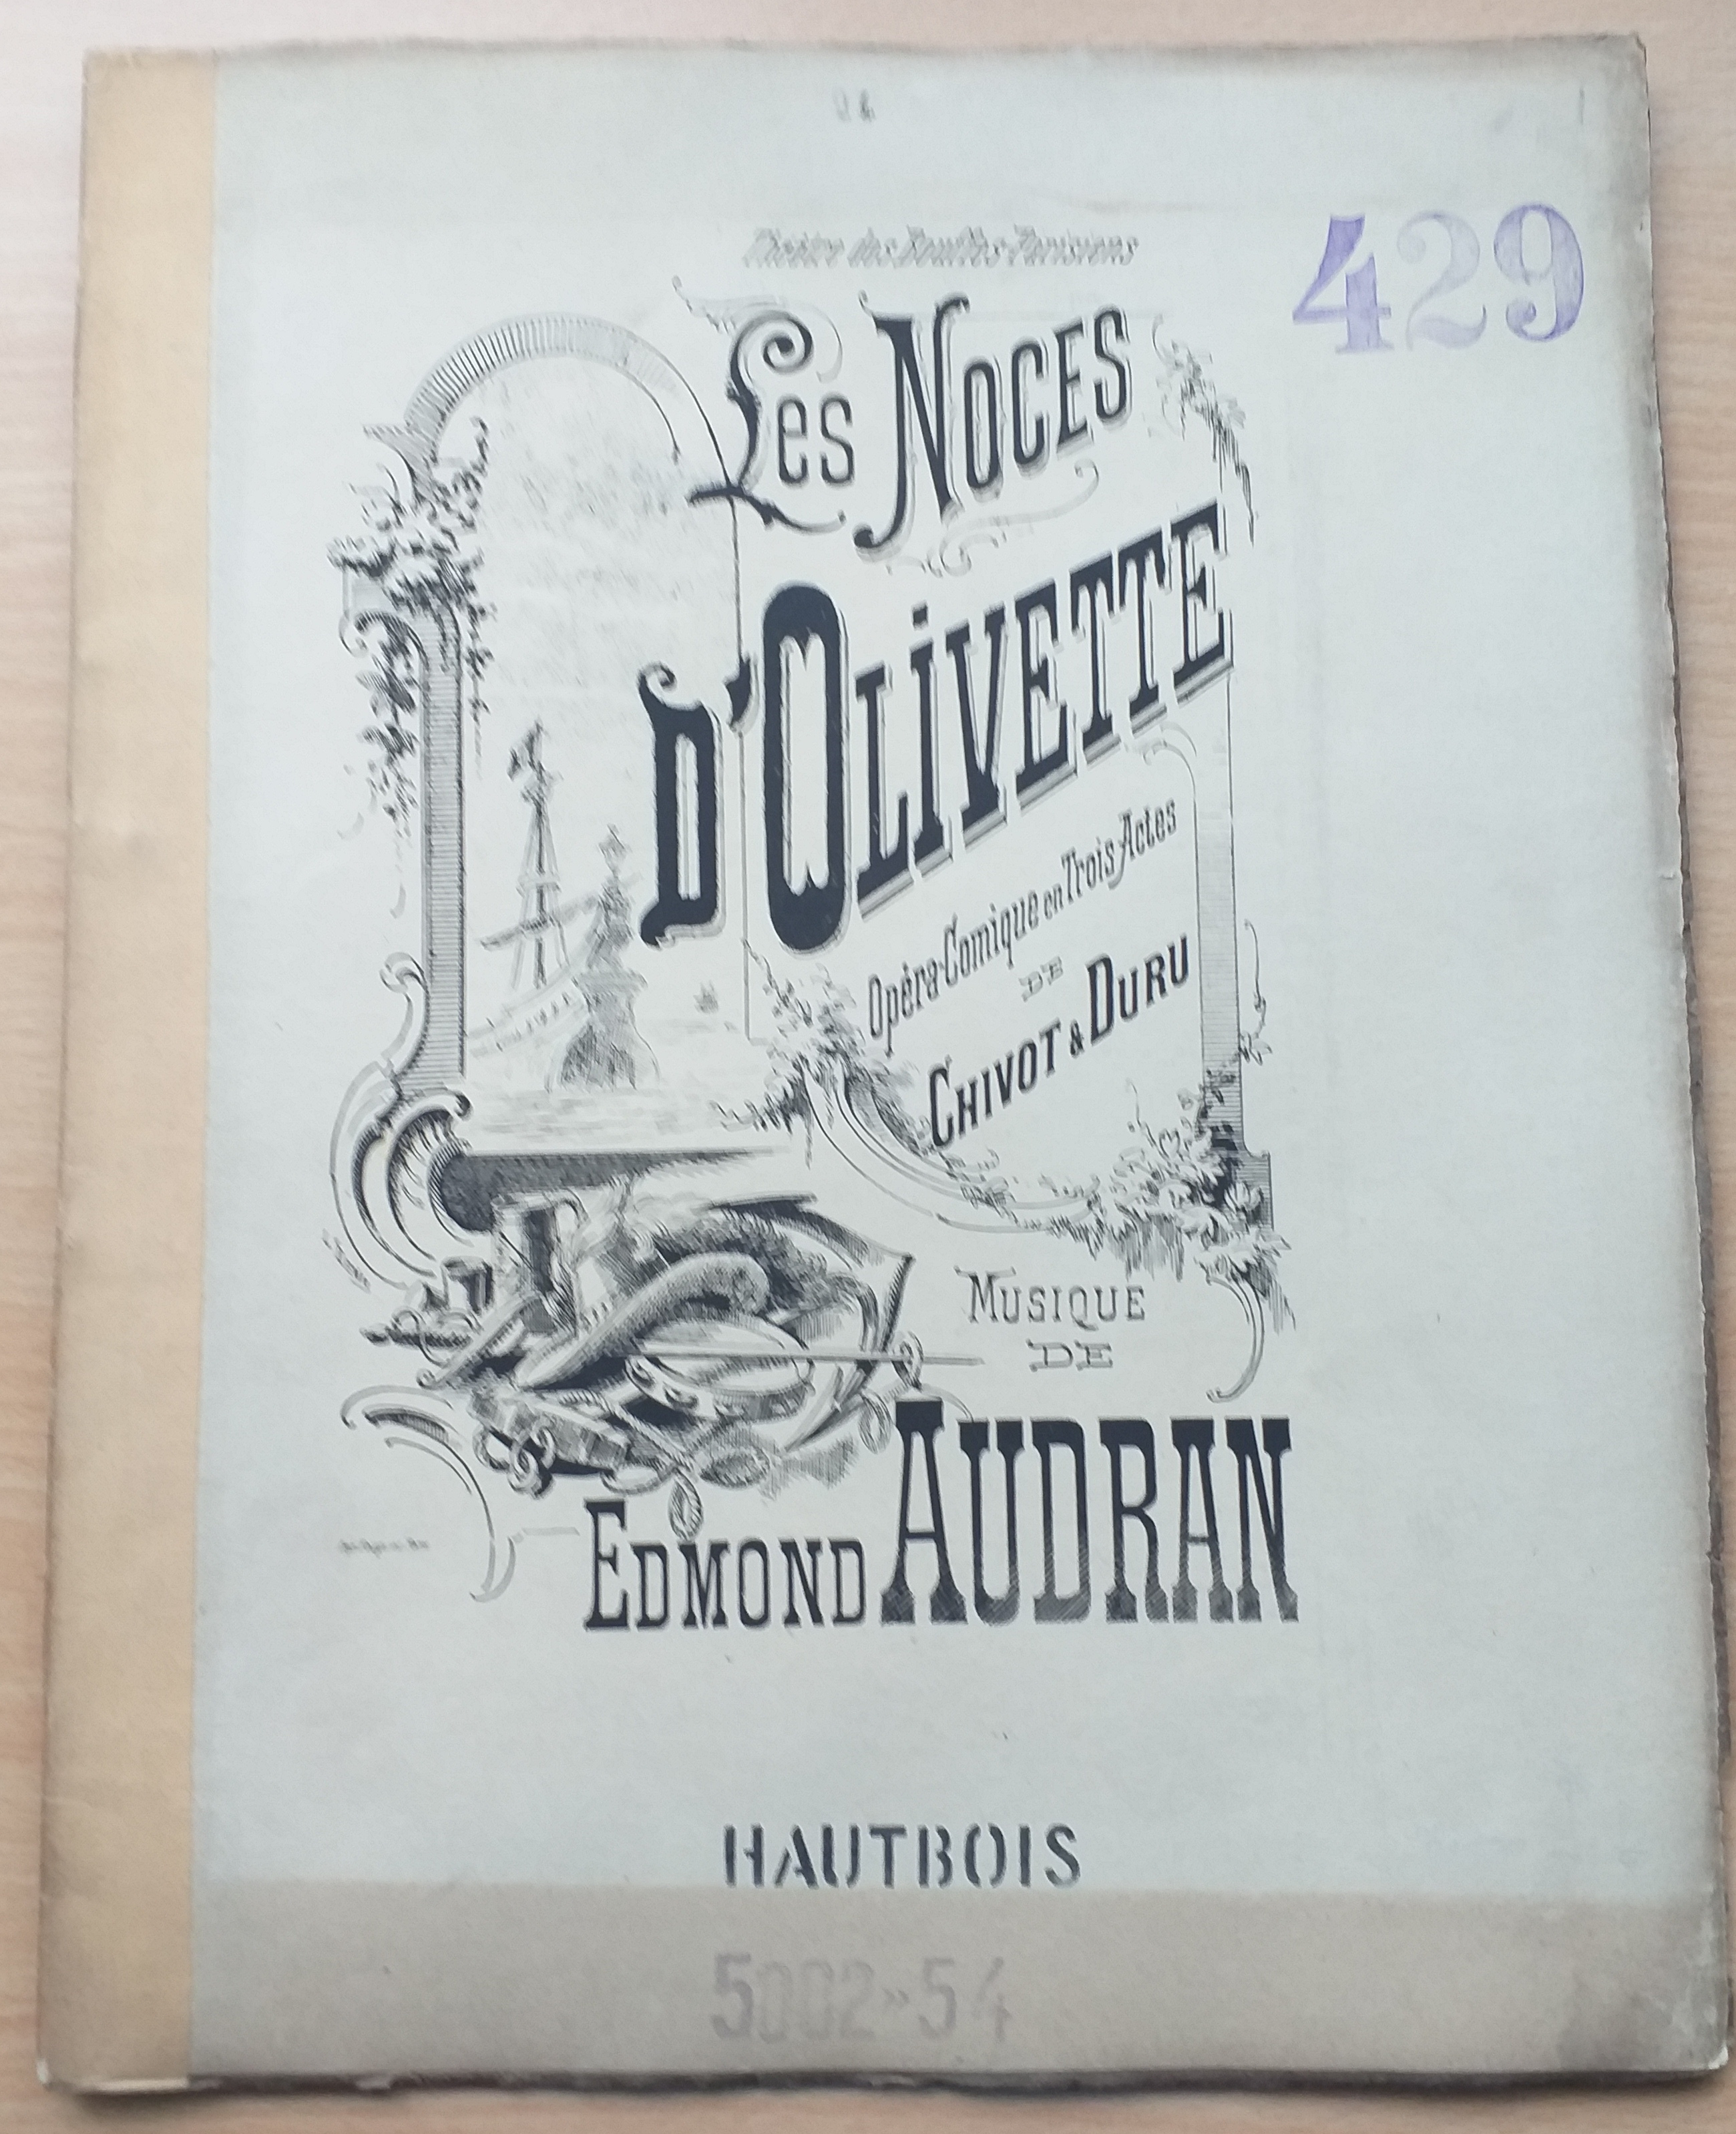 429
Théâtre des Bouffes-Parisiens
Les Noces
d'Olivette
Opéra-Comique en Trois Actes
DE
CHIVOT & DURU
MUSIQUE
DE
EDMOND AUDRAN
HAUTBOIS
5002»54